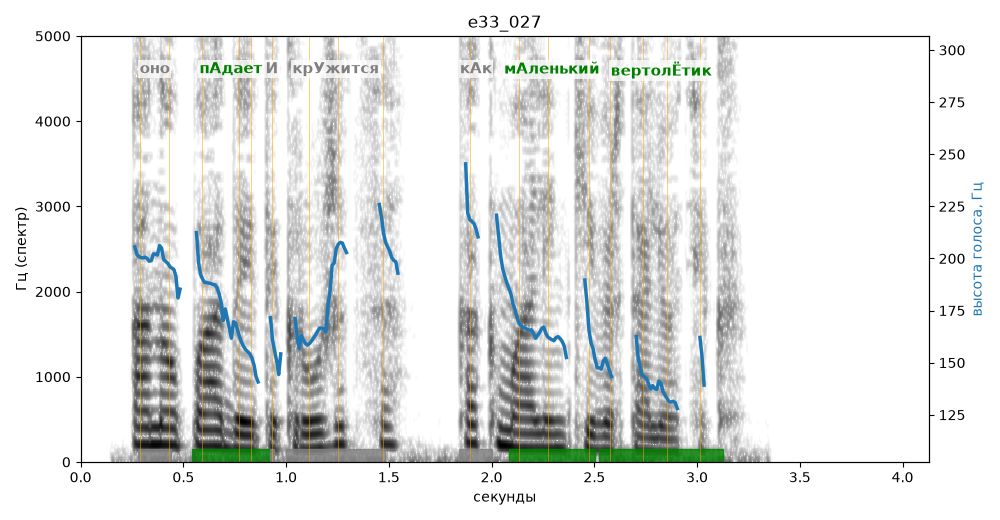 e33_027
5000
4000
3000
2000
1000
0
Гц (спектр)
оно пАдает И крУжится кАк мАленький вертолЁтик
300
275
250
225
200
175
150
125
высота голоса, Гц
0.0 0.5 1.0 1.5 2.0 2.5 3.0 3.5 4.0
секунды